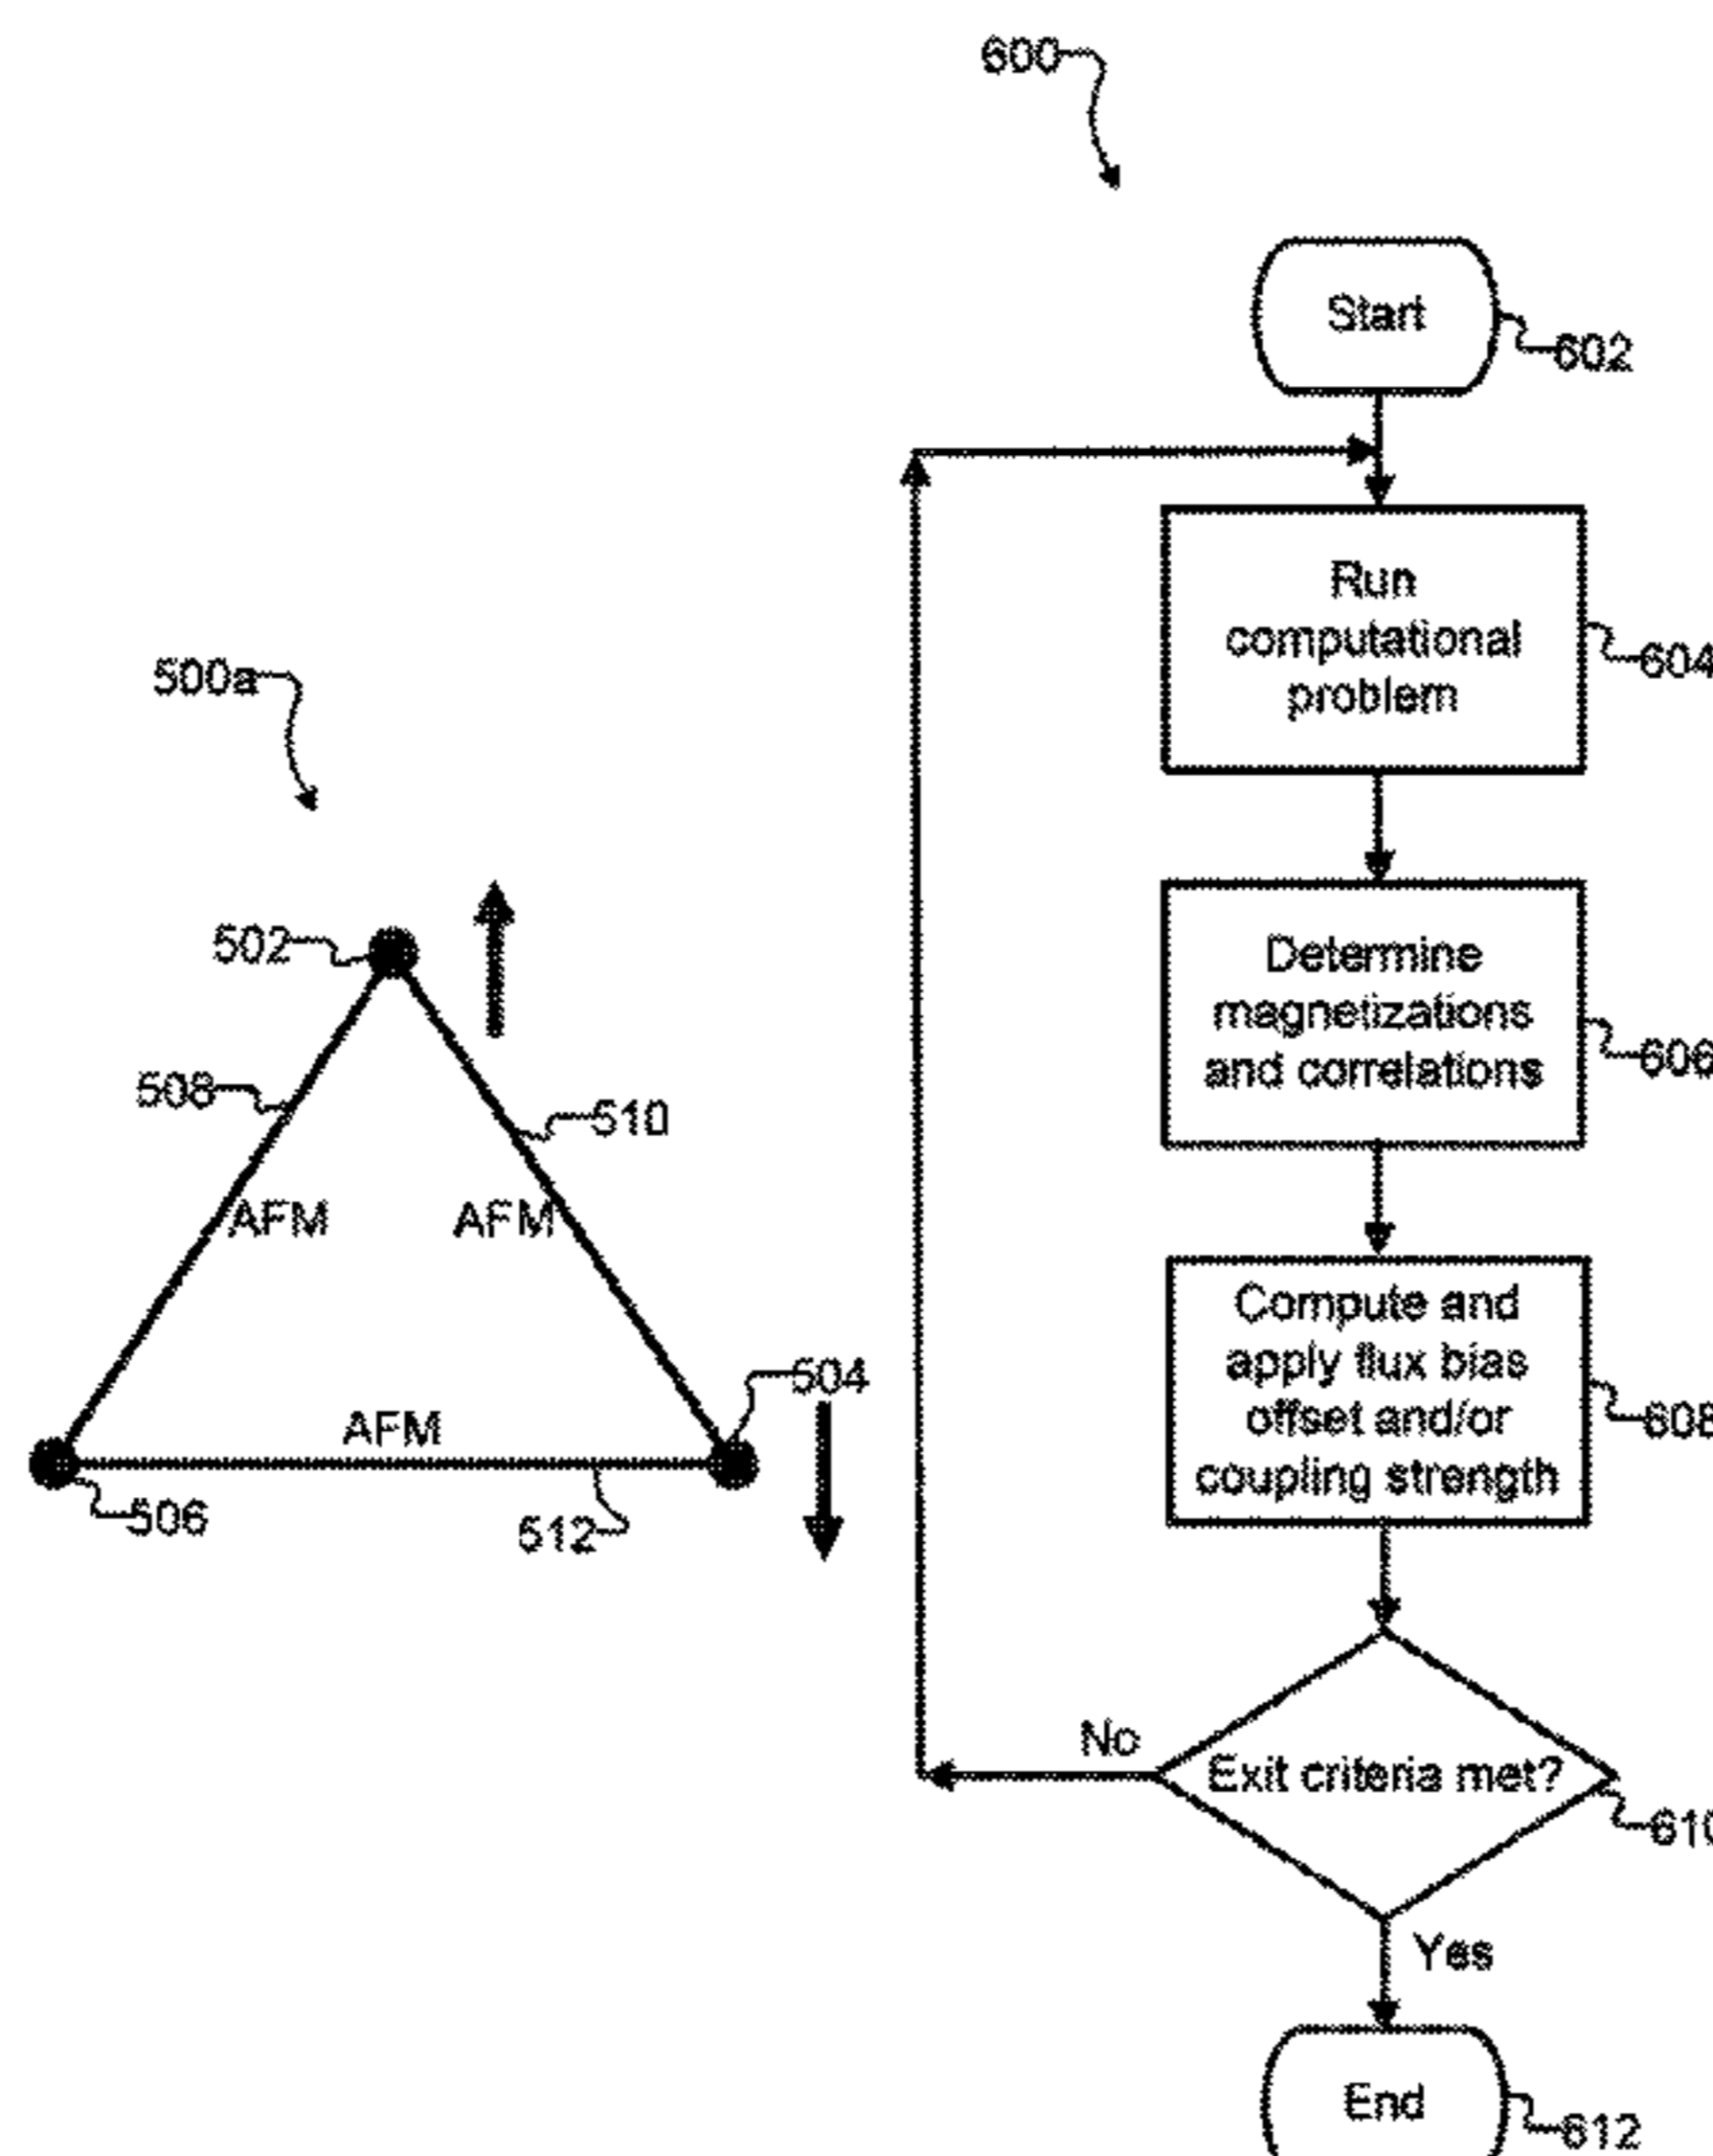 600
Start
602
Run
computational
problem
604
500a
502
Determine
magnetizations
and correlations
606
508
510
AFM
AFM
Compute and
apply flux bias
offset and/or
coupling strength
608
504
AFM
506
512
No
Exit criteria met?
610
Yes
End
612